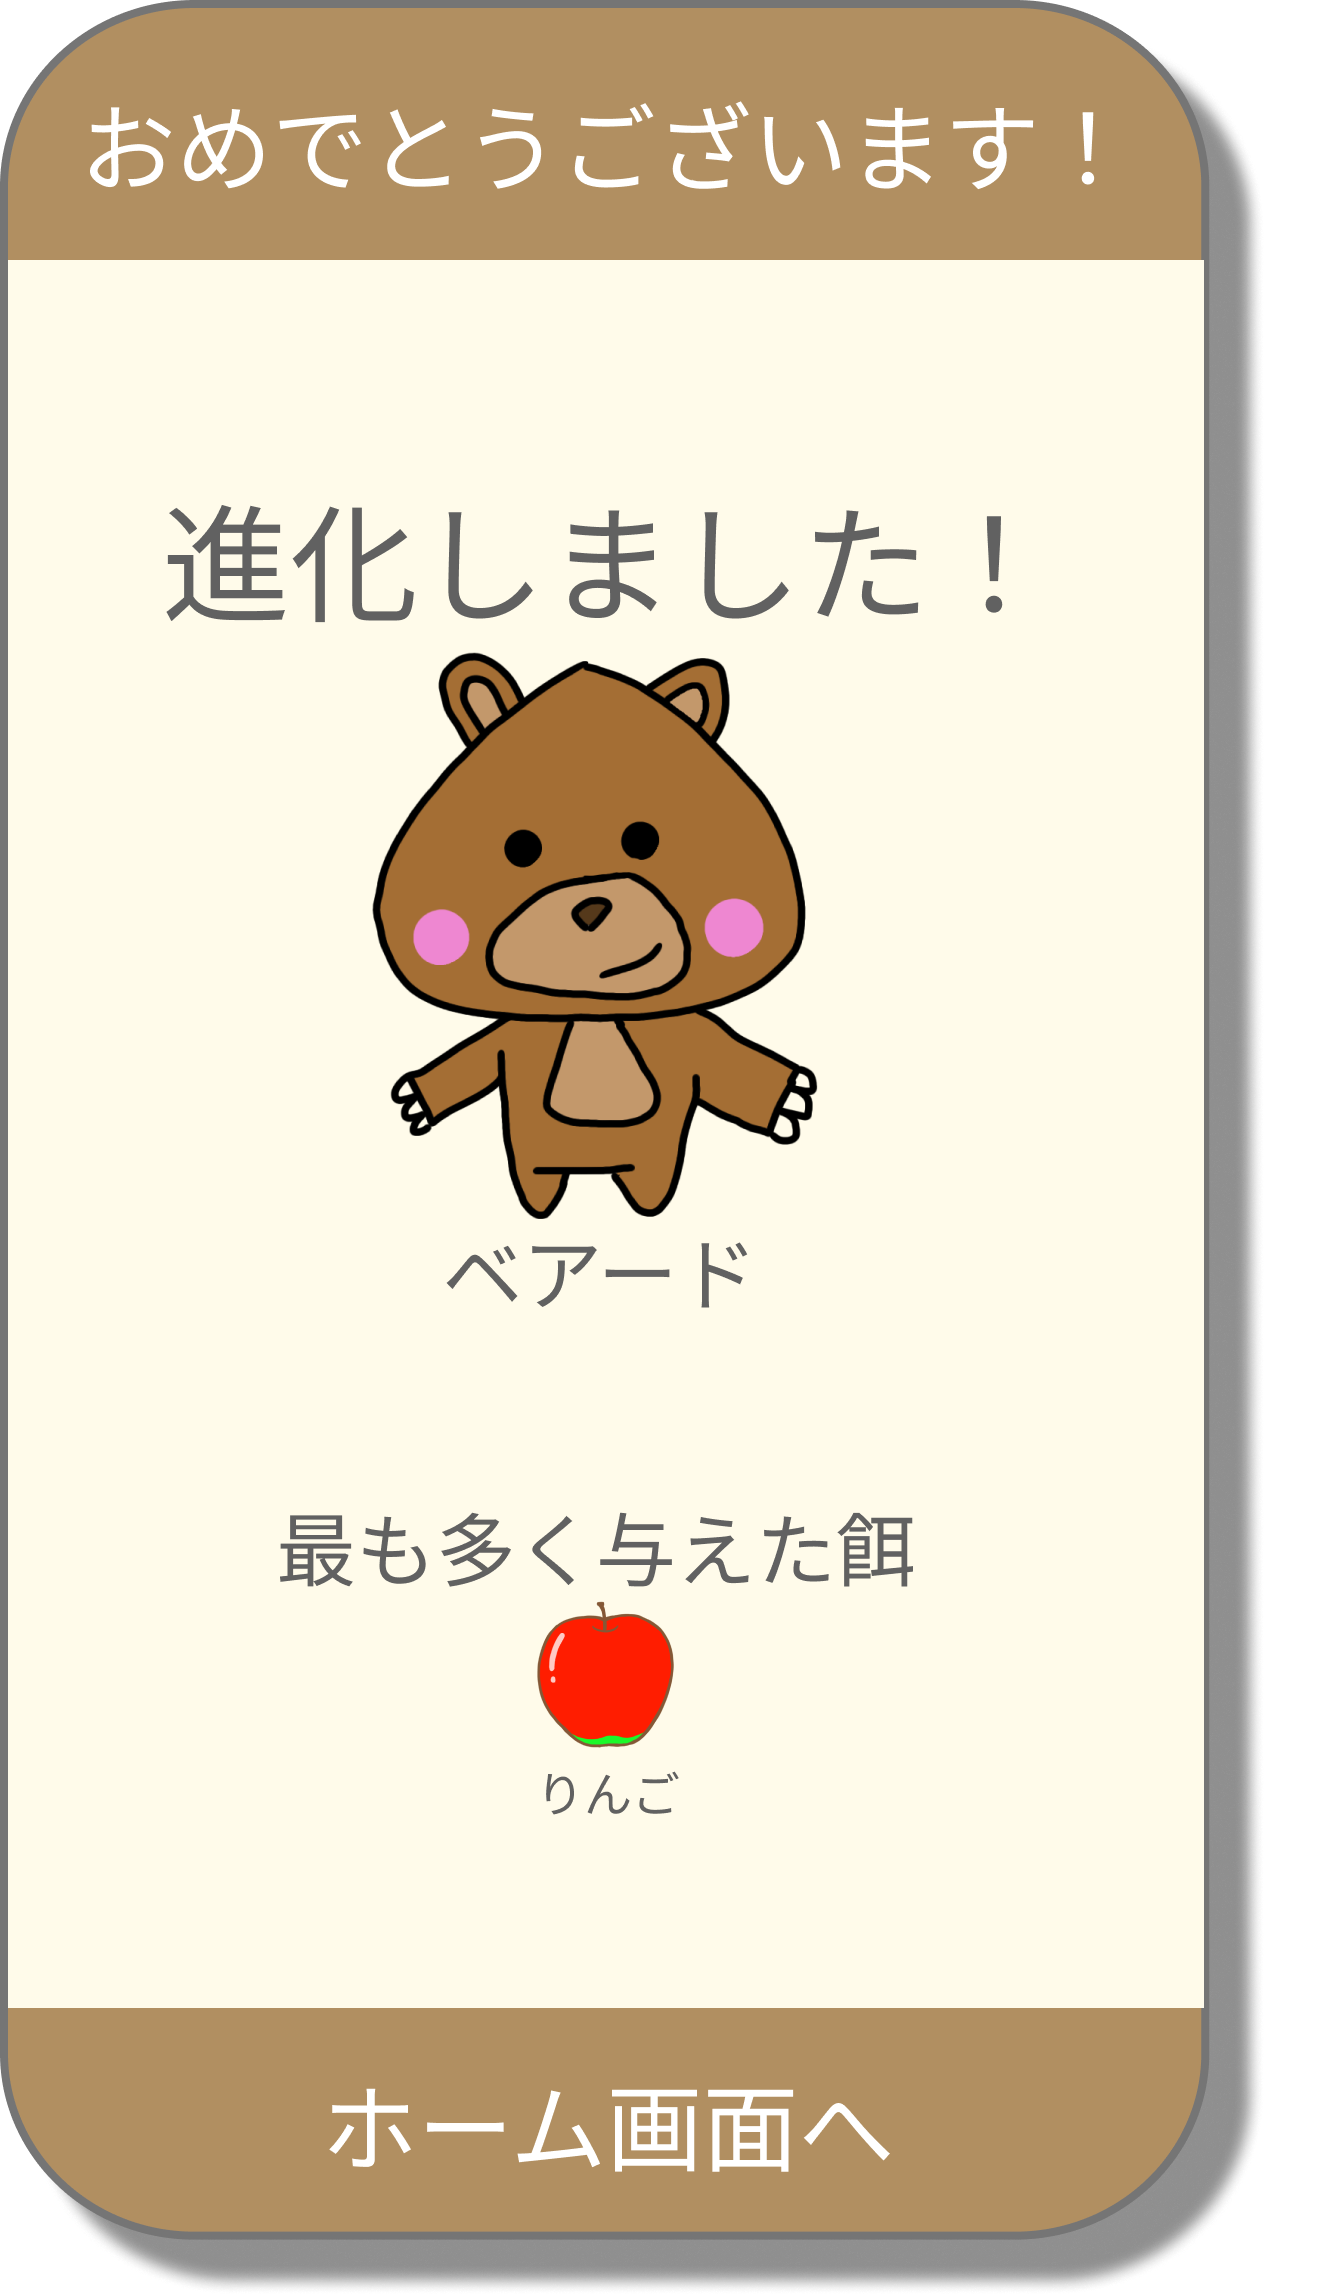 おめでとうございます！
進化しました！
ベアード
最も多く与えた餌
りんご
ホーム画面へ